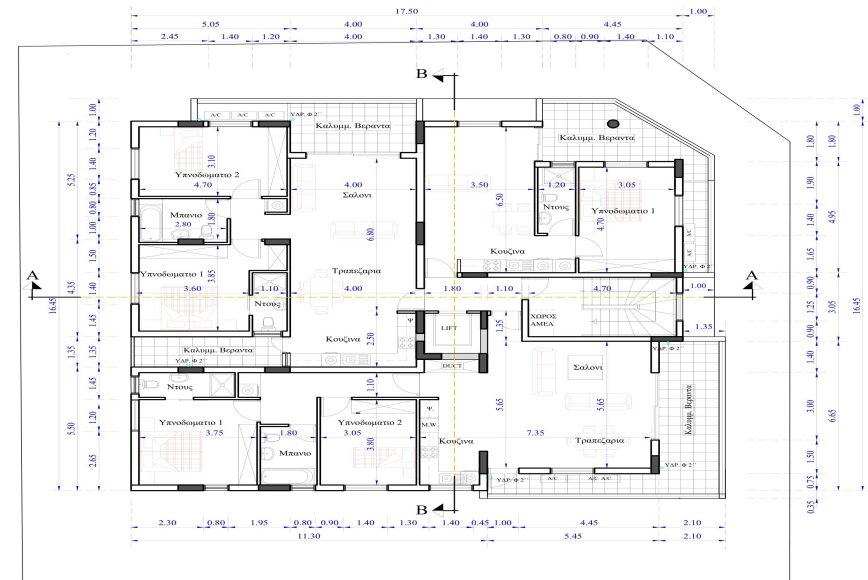 17.50 1.00
5.05 4.00 4.00 4.45
2.45 1.40 1.20 4.00 1.30 1.40 1.30 0.80 0.90 1.40 1.10
B
A/C A/C A/C ΥΔΡ. Φ 2΄΄
Καλυμμ. Βεραντα
Καλυμμ. Βεραντα
1.00
1.20
1.40
0.85
0.80
1.00
1.50
1.40
1.45
1.35
1.45
1.20
2.65
5.25
4.35
1.35
5.50
16.45
3.10
Υπνοδωματιο 2
4.70
4.00
Σαλονι
3.50
6.50
1.20
Ντους
3.05
Υπνοδωματιο 1
4.70
Μπανιο
1.80
2.80
6.80
Κουζινα
A/C
A/C
ΥΔΡ. Φ 2΄΄
Υπνοδωματιο 1
3.85
Τραπεζαρια
A A
3.60 1.10 4.00 1.80 1.10 4.70 1.00
Ντους
ΧΩΡΟΣ
ΑΜΕΑ
1.35
LIFT
1.35
Κουζινα
2.50
Ψ
Καλυμμ. Βεραντα
ΥΔΡ. Φ 2΄΄
ΥΔΡ. Φ 2΄΄
DUCT
Σαλονι
Ντους
1.10
5.65
5.65
Καλυμ. Βεραντα
Υπνοδωματιο 1
3.75
1.80
Υπνοδωματιο 2
3.05
3.80
Ψ.
M.W.
7.35
Κουζινα
Τραπεζαρια
Μπανιο
ΥΔΡ. Φ 2΄΄
ΥΔΡ. Φ 2΄΄
A/C A/C A/C
1.00
1.80
1.90
1.65
0.90
1.25
0.90
1.40
3.00
1.50
0.75
0.35
1.80
4.95
3.05
6.65
16.45
B
2.30 0.80 1.95 0.80 0.90 1.40 1.30 1.40 0.45 1.00 4.45 2.10
11.30 5.45 2.10